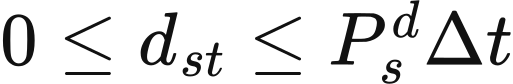 0 ≤ d_{st} ≤ P_s^d Δt